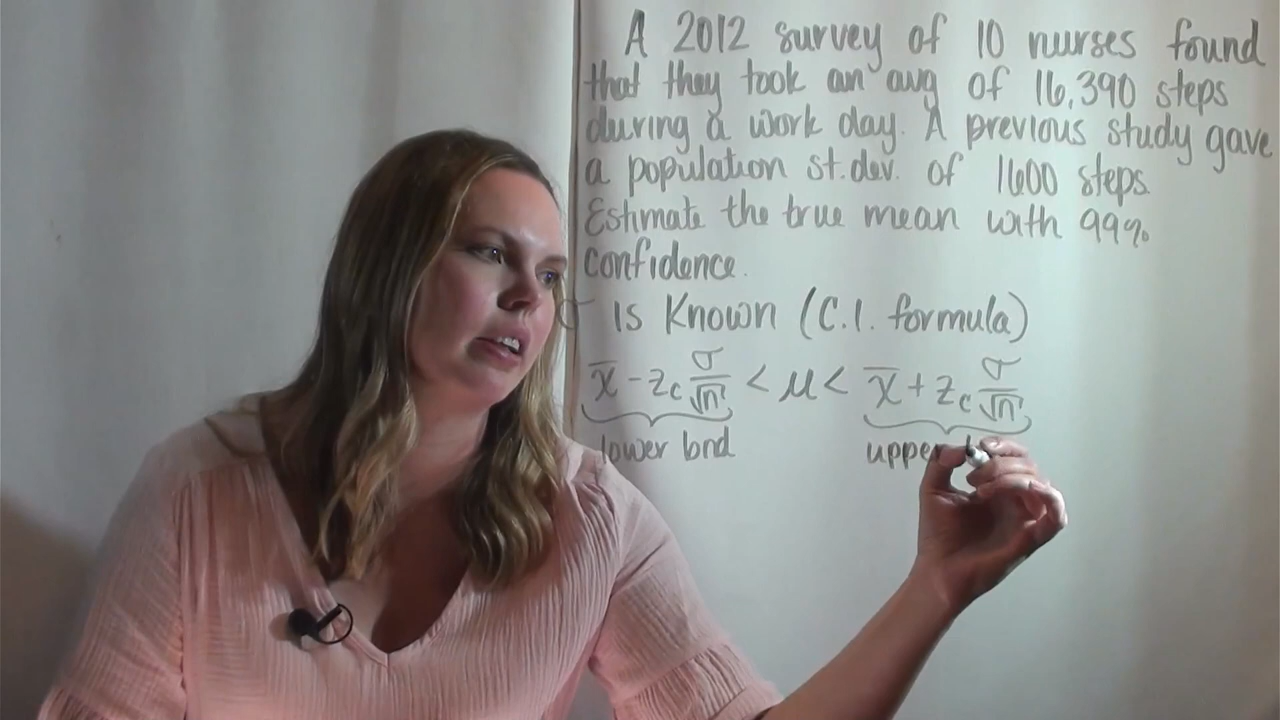 A 2012 survey of 10 nurses found
that they took an avg of 16,390 steps
during a work day. A previous study gave
a population st.dev. of 1600 steps.
Estimate the true mean with 99%
confidence.
σ Is Known (C.I. formula)
x̄ - z_c σ/√n < μ < x̄ + z_c σ/√n
lower bnd upper